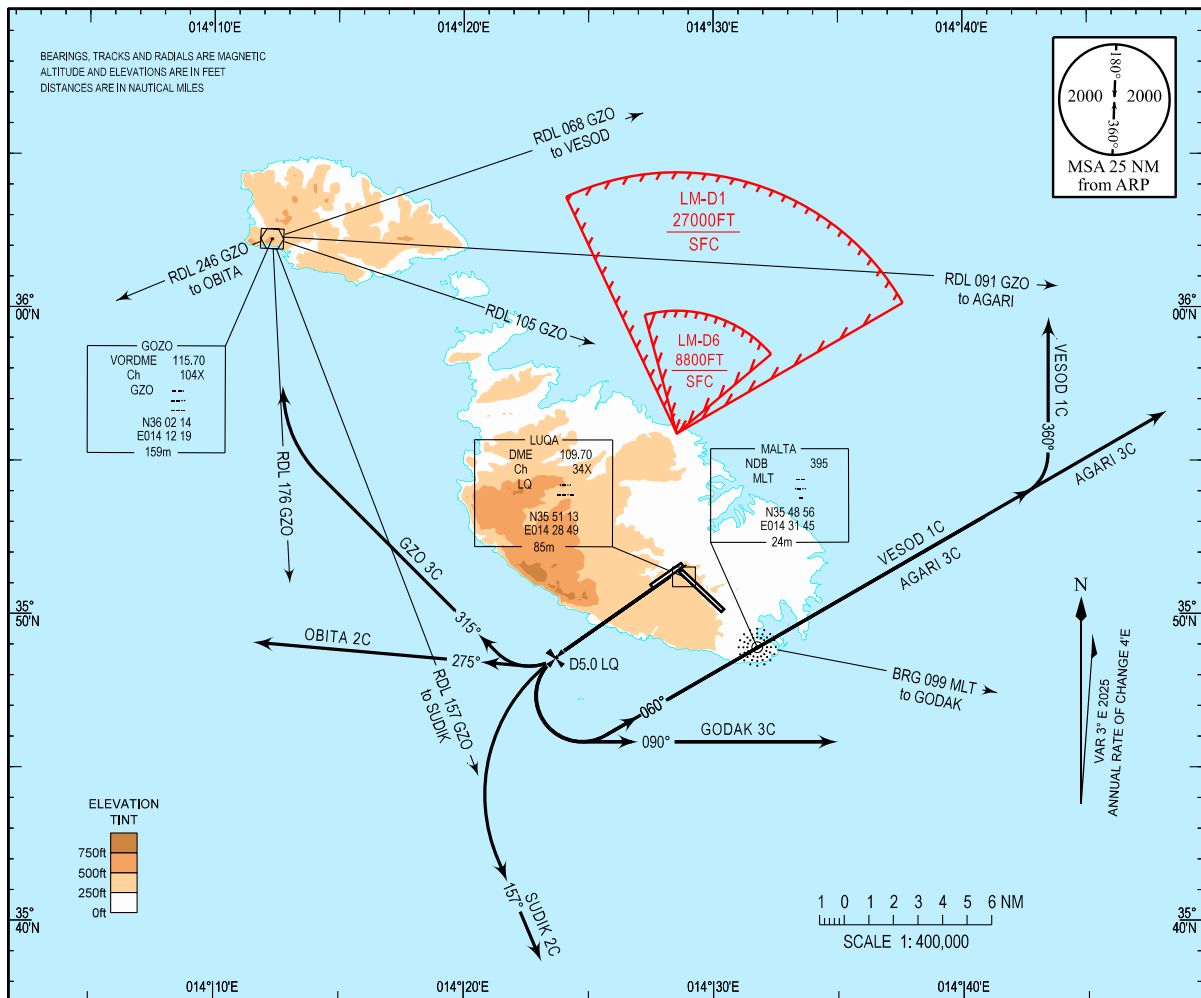 014°10'E
014°20'E
014°30'E
014°40'E
BEARINGS, TRACKS AND RADIALS ARE MAGNETIC
ALTITUDE AND ELEVATIONS ARE IN FEET
DISTANCES ARE IN NAUTICAL MILES
180°
2000
2000
360°
MSA 25 NM
from ARP
RDL 068 GZO
to VESOD
LM-D1
27000FT
SFC
RDL 246 GZO
to OBITA
RDL 091 GZO
to AGARI
36°
00'N
36°
00'N
RDL 105 GZO
LM-D6
8800FT
SFC
GOZO
VORDME 115.70
Ch 104X
GZO
N36 02 14
E014 12 19
159m
VESOD 1C
360°
AGARI 3C
LUQA
DME 109.70
Ch 34X
LQ
N35 51 13
E014 28 49
85m
MALTA
NDB 395
MLT
N35 48 56
E014 31 45
24m
RDL 176 GZO
GZO 3C
315°
VESOD 1C
AGARI 3C
N
35°
50'N
35°
50'N
OBITA 2C
275°
D5.0 LQ
RDL 157 GZO
to SUDIK
BRG 099 MLT
to GODAK
060°
090°
GODAK 3C
VAR 3° E 2025
ANNUAL RATE OF CHANGE 4'E
ELEVATION
TINT
750ft
500ft
250ft
0ft
157°
SUDIK 2C
1 0 1 2 3 4 5 6 NM
SCALE 1: 400,000
35°
40'N
35°
40'N
014°10'E
014°20'E
014°30'E
014°40'E